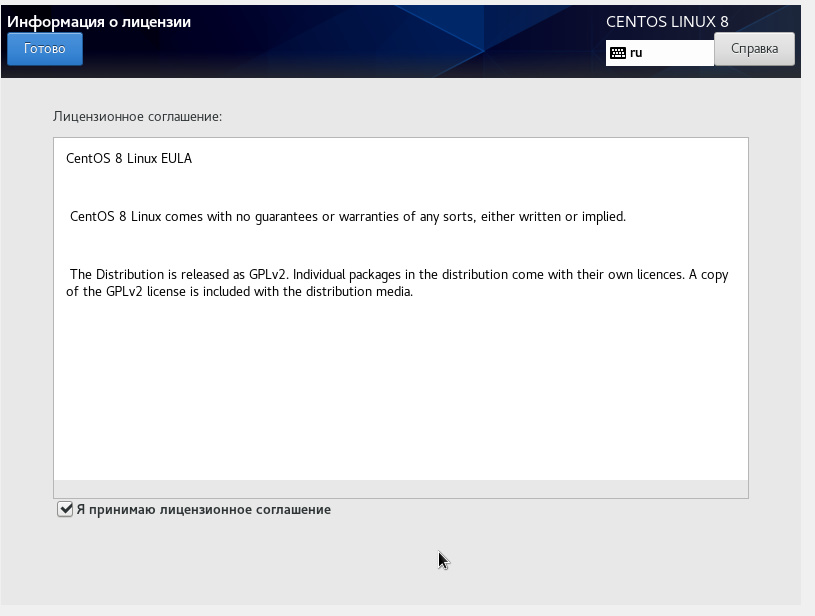 Информация о лицензии
CENTOS LINUX 8
Готово
ru
Справка
Лицензионное соглашение:
CentOS 8 Linux EULA
CentOS 8 Linux comes with no guarantees or warranties of any sorts, either written or implied.
The Distribution is released as GPLv2. Individual packages in the distribution come with their own licences. A copy
of the GPLv2 license is included with the distribution media.
Я принимаю лицензионное соглашение